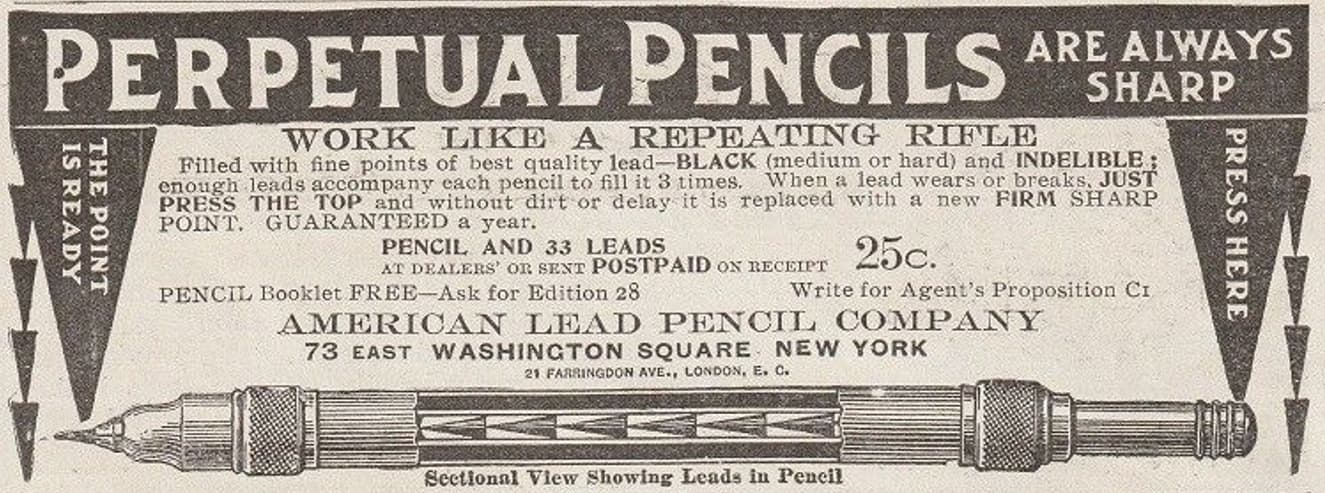 PERPETUAL PENCILS ARE ALWAYS
SHARP
THE POINT
IS READY
WORK LIKE A REPEATING RIFLE
Filled with fine points of best quality lead—BLACK (medium or hard) and INDELIBLE;
enough leads accompany each pencil to fill it 3 times. When a lead wears or breaks, JUST
PRESS THE TOP and without dirt or delay it is replaced with a new FIRM SHARP
POINT. GUARANTEED a year.
PENCIL AND 33 LEADS
AT DEALERS' OR SENT POSTPAID ON RECEIPT 25c.
PENCIL Booklet FREE—Ask for Edition 28 Write for Agent's Proposition C1
AMERICAN LEAD PENCIL COMPANY
73 EAST WASHINGTON SQUARE NEW YORK
21 FARRINGDON AVE., LONDON, E. C.
PRESS HERE
Sectional View Showing Leads in Pencil